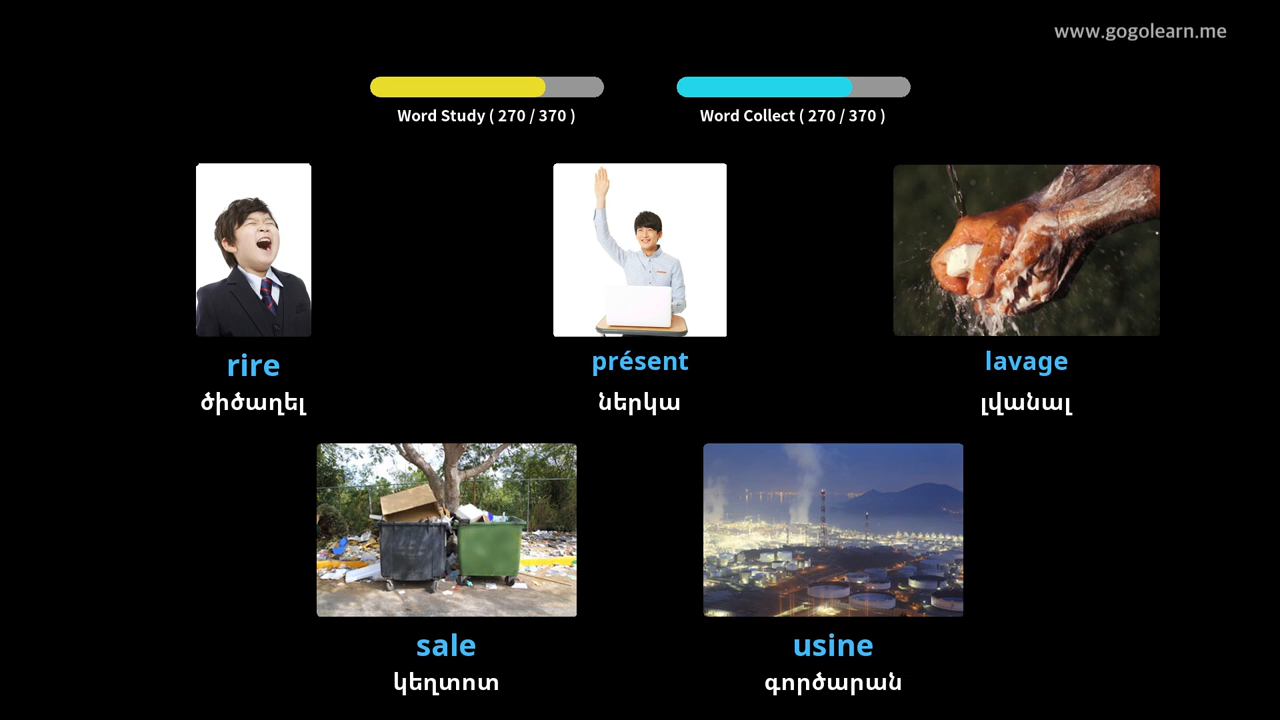 www.gogolearn.me
Word Study ( 270 / 370 )
Word Collect ( 270 / 370 )
rire
ծիծաղել
présent
ներկա
lavage
լվանալ
sale
կեղտոտ
usine
գործարան